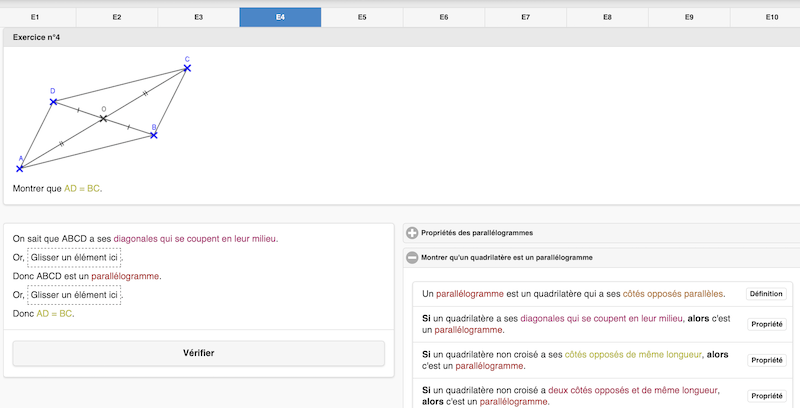 E1 E2 E3 E4 E5 E6 E7 E8 E9 E10
Exercice n°4
C
D
O
B
A
Montrer que AD = BC.
On sait que ABCD a ses diagonales qui se coupent en leur milieu.
Or, Glisser un élément ici .
Donc ABCD est un parallélogramme.
Or, Glisser un élément ici .
Donc AD = BC.
Vérifier
Propriétés des parallélogrammes
Montrer qu'un quadrilatère est un parallélogramme
Un parallélogramme est un quadrilatère qui a ses côtés opposés parallèles.
Définition
Si un quadrilatère a ses diagonales qui se coupent en leur milieu, alors c'est
un parallélogramme.
Propriété
Si un quadrilatère non croisé a ses côtés opposés de même longueur, alors
c'est un parallélogramme.
Propriété
Si un quadrilatère non croisé a deux côtés opposés et de même longueur,
alors c'est un parallélogramme.
Propriété